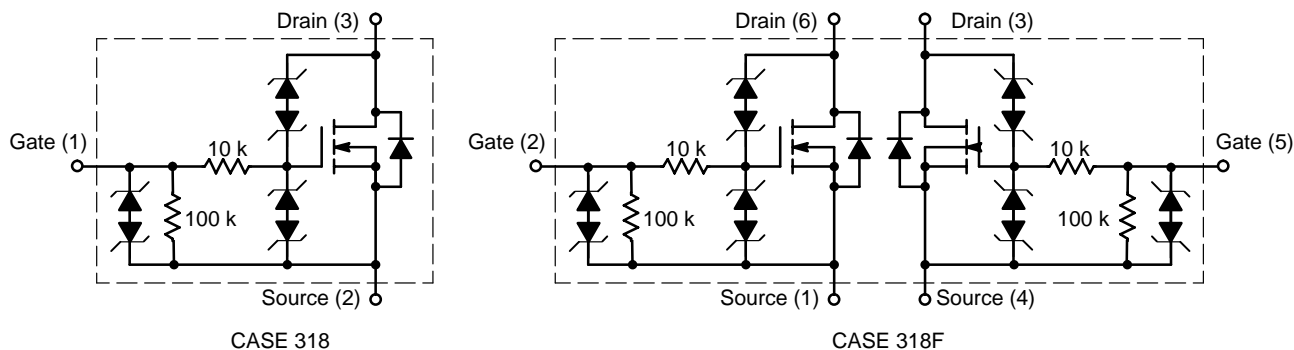 Drain (3)
Gate (1)
10 k
100 k
Source (2)
CASE 318
Drain (6)
Drain (3)
Gate (2)
10 k
10 k
Gate (5)
100 k
100 k
Source (1)
Source (4)
CASE 318F